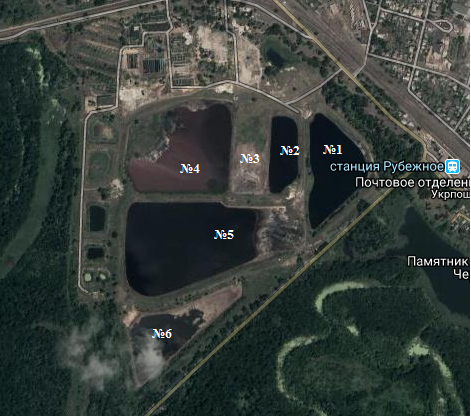 №1
№2
№3
№4
станция Рубежное
Почтовое отделен
Укрпош
№5
Памятник
Че
№6